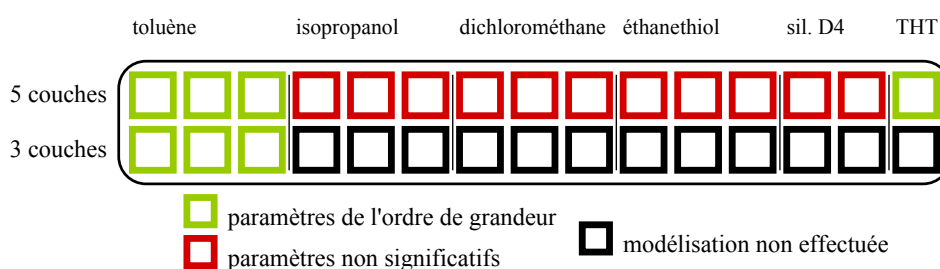 toluène isopropanol dichlorométhane éthanethiol sil. D4 THT
5 couches
3 couches
paramètres de l'ordre de grandeur
paramètres non significatifs
modélisation non effectuée